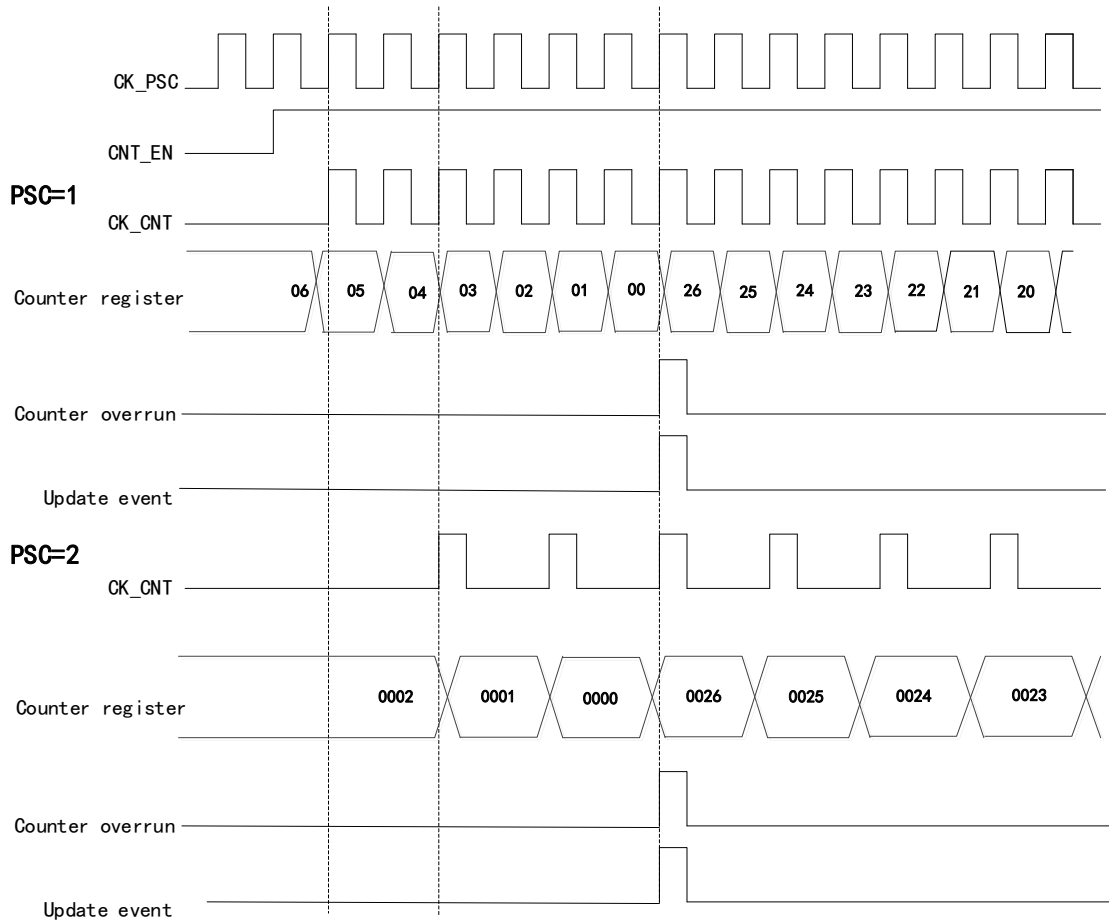 CK_PSC
CNT_EN
PSC=1
CK_CNT
Counter register 06 05 04 03 02 01 00 26 25 24 23 22 21 20
Counter overrun
Update event
PSC=2
CK_CNT
Counter register 0002 0001 0000 0026 0025 0024 0023
Counter overrun
Update event